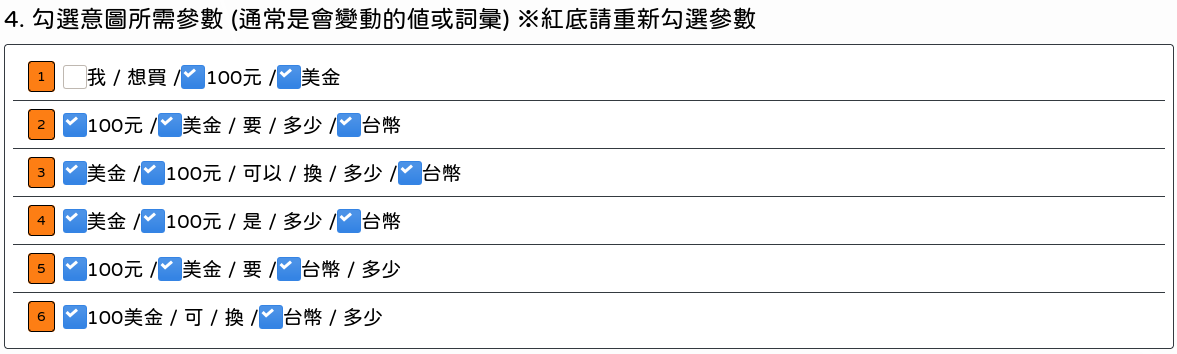 4. 勾選意圖所需參數 (通常是會變動的值或詞彙) ※紅底請重新勾選參數
1 我 / 想買 / 100元 / 美金
2 100元 / 美金 / 要 / 多少 / 台幣
3 美金 / 100元 / 可以 / 換 / 多少 / 台幣
4 美金 / 100元 / 是 / 多少 / 台幣
5 100元 / 美金 / 要 / 台幣 / 多少
6 100美金 / 可 / 換 / 台幣 / 多少